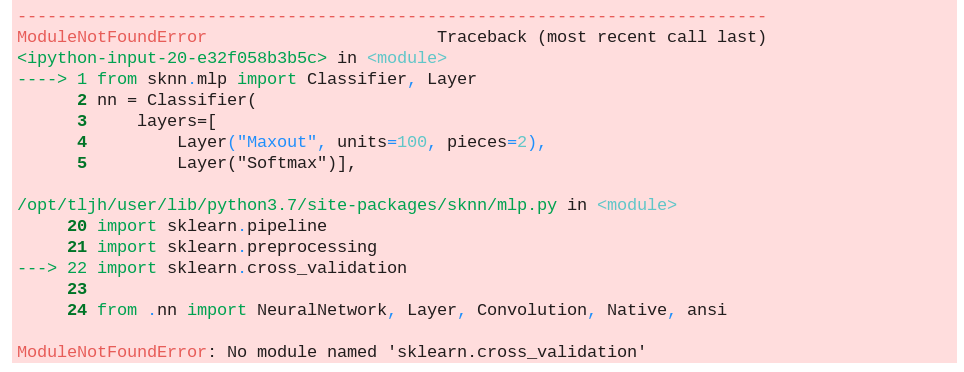 ---------------------------------------------------------------------------
ModuleNotFoundError                       Traceback (most recent call last)
<ipython-input-20-e32f058b3b5c> in <module>
----> 1 from sknn.mlp import Classifier, Layer
      2 nn = Classifier(
      3     layers=[
      4         Layer("Maxout", units=100, pieces=2),
      5         Layer("Softmax")],

/opt/tljh/user/lib/python3.7/site-packages/sknn/mlp.py in <module>
     20 import sklearn.pipeline
     21 import sklearn.preprocessing
---> 22 import sklearn.cross_validation
     23
     24 from .nn import NeuralNetwork, Layer, Convolution, Native, ansi

ModuleNotFoundError: No module named 'sklearn.cross_validation'